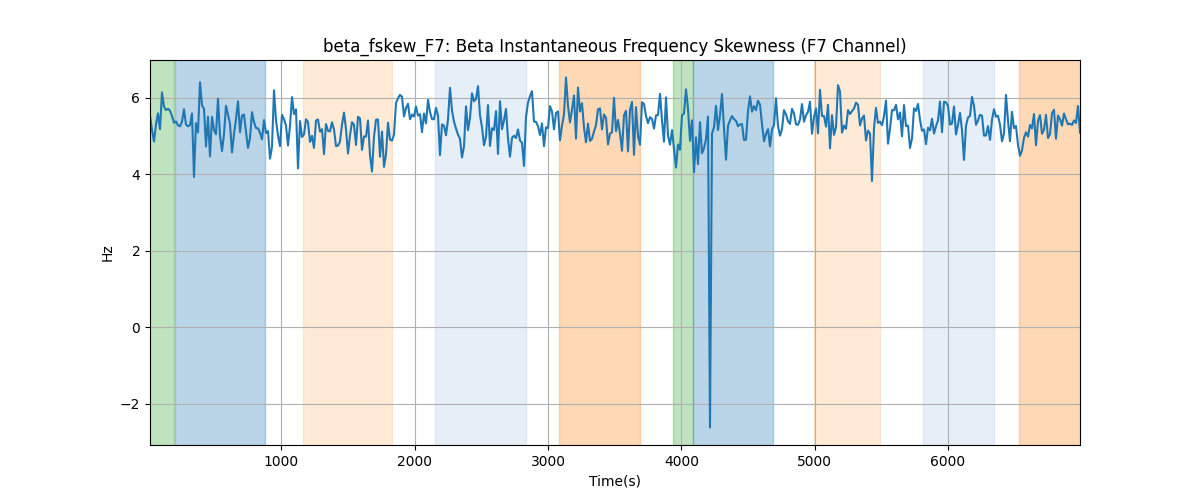 beta_fskew_F7: Beta Instantaneous Frequency Skewness (F7 Channel)
6
4
2
0
−2
Hz
1000 2000 3000 4000 5000 6000
Time(s)